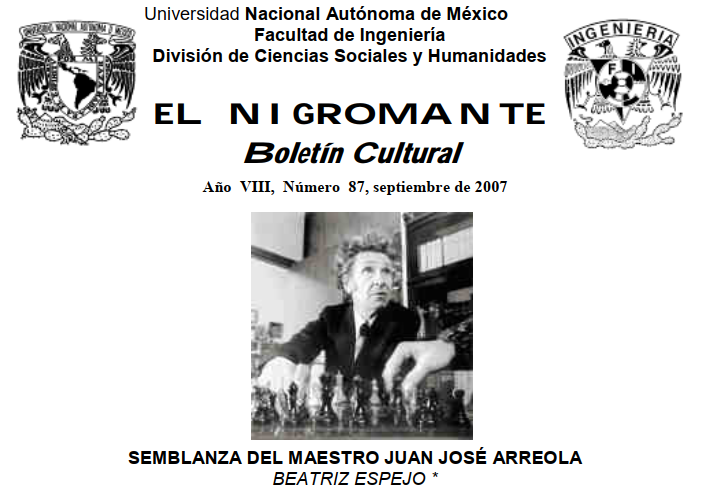 Universidad Nacional Autónoma de México
Facultad de Ingeniería
División de Ciencias Sociales y Humanidades
INGENIERIA
F I
EL NIGROMANTE
Boletín Cultural
Año VIII, Número 87, septiembre de 2007
SEMBLANZA DEL MAESTRO JUAN JOSÉ ARREOLA
BEATRIZ ESPEJO *